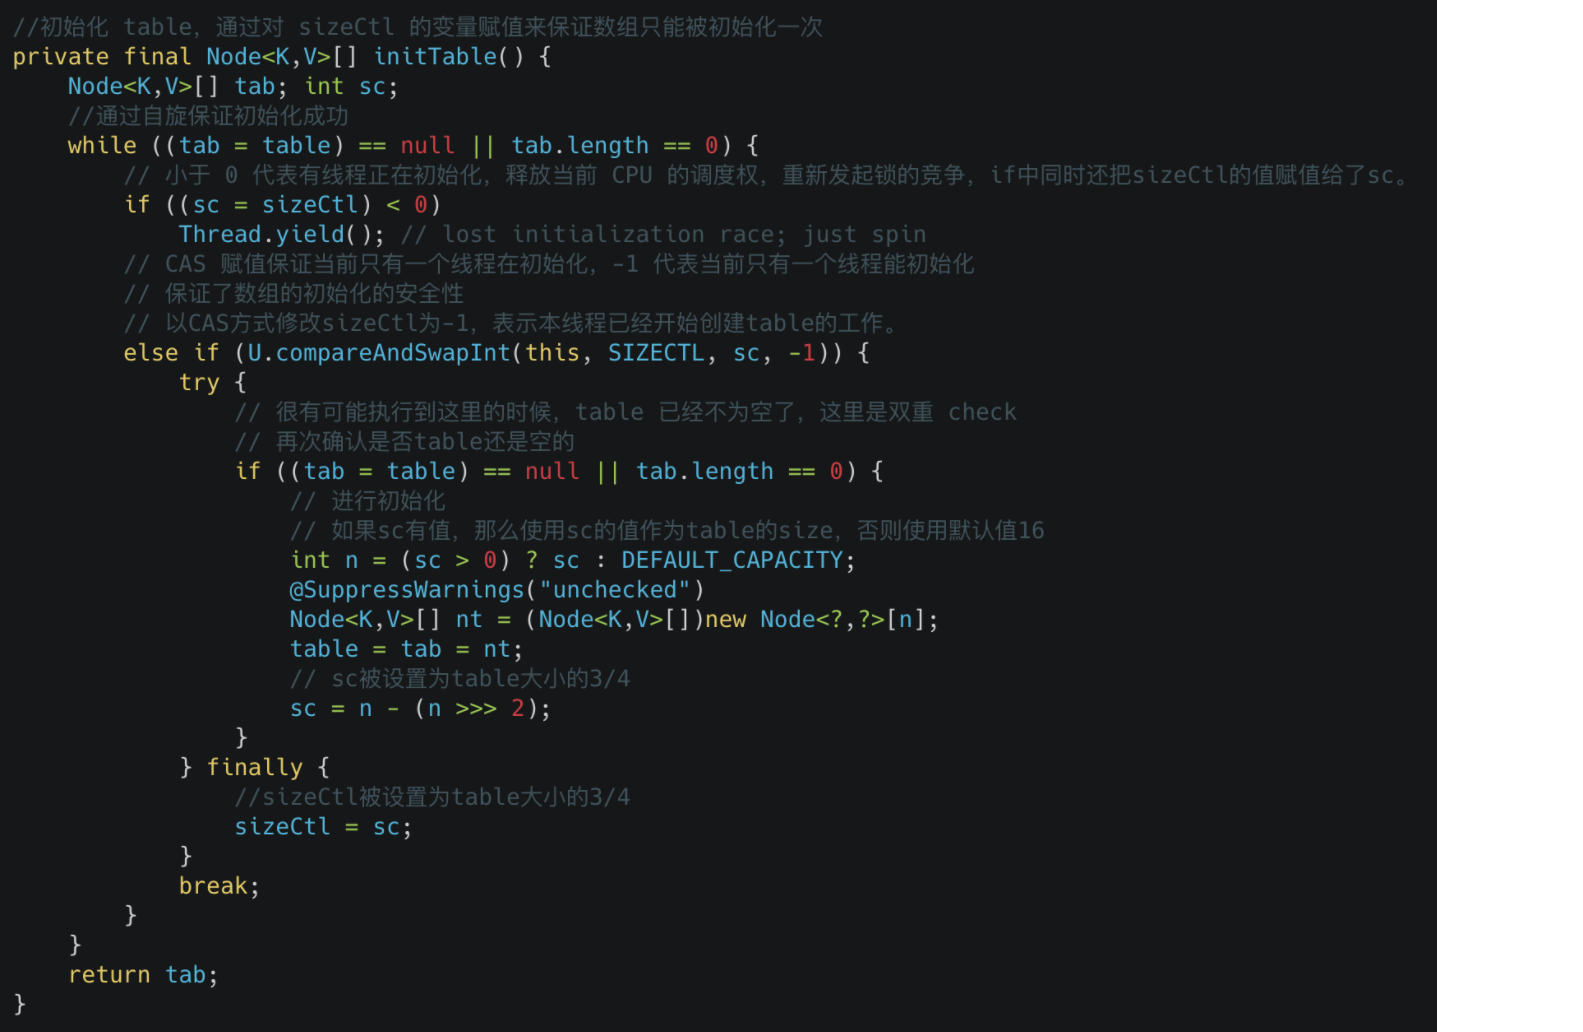 //初始化 table，通过对 sizeCtl 的变量赋值来保证数组只能被初始化一次
private final Node<K,V>[] initTable() {
    Node<K,V>[] tab; int sc;
    //通过自旋保证初始化成功
    while ((tab = table) == null || tab.length == 0) {
        // 小于 0 代表有线程正在初始化，释放当前 CPU 的调度权，重新发起锁的竞争，if中同时还把sizeCtl的值赋值给了sc。
        if ((sc = sizeCtl) < 0)
            Thread.yield(); // lost initialization race; just spin
        // CAS 赋值保证当前只有一个线程在初始化，-1 代表当前只有一个线程能初始化
        // 保证了数组的初始化的安全性
        // 以CAS方式修改sizeCtl为-1，表示本线程已经开始创建table的工作。
        else if (U.compareAndSwapInt(this, SIZECTL, sc, -1)) {
            try {
                // 很有可能执行到这里的时候，table 已经不为空了，这里是双重 check
                // 再次确认是否table还是空的
                if ((tab = table) == null || tab.length == 0) {
                    // 进行初始化
                    // 如果sc有值，那么使用sc的值作为table的size，否则使用默认值16
                    int n = (sc > 0) ? sc : DEFAULT_CAPACITY;
                    @SuppressWarnings("unchecked")
                    Node<K,V>[] nt = (Node<K,V>[])new Node<?,?>[n];
                    table = tab = nt;
                    // sc被设置为table大小的3/4
                    sc = n - (n >>> 2);
                }
            } finally {
                //sizeCtl被设置为table大小的3/4
                sizeCtl = sc;
            }
            break;
        }
    }
    return tab;
}